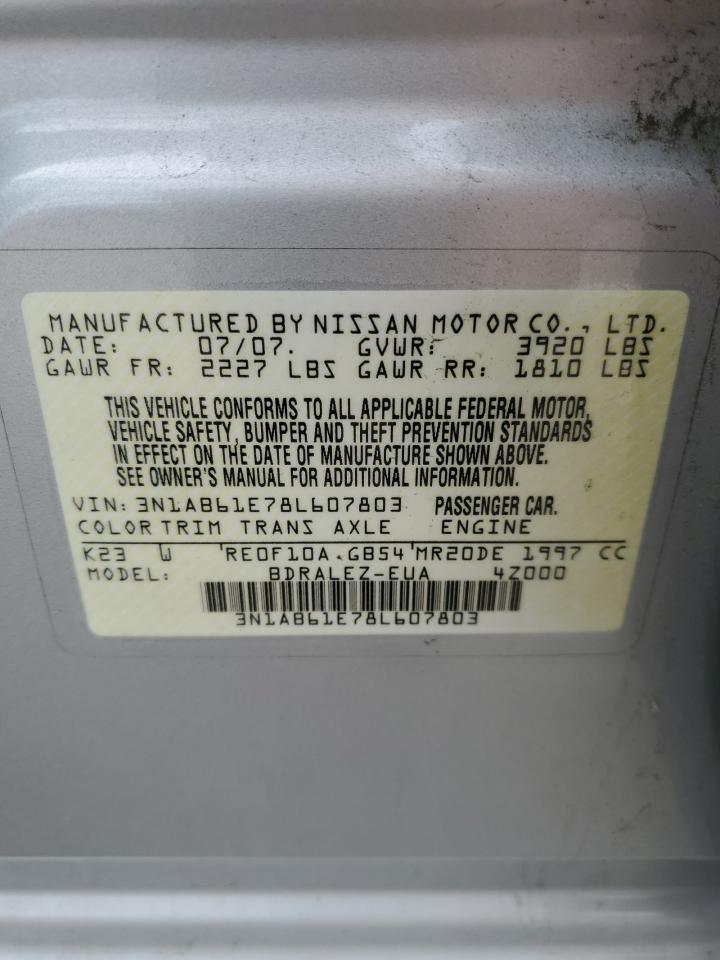 MANUFACTURED BY NISSAN MOTOR CO., LTD.
DATE: 07/07. GVWR: 3920 LBS
GAWR FR: 2227 LBS GAWR RR: 1810 LBS
THIS VEHICLE CONFORMS TO ALL APPLICABLE FEDERAL MOTOR,
VEHICLE SAFETY, BUMPER AND THEFT PREVENTION STANDARDS
IN EFFECT ON THE DATE OF MANUFACTURE SHOWN ABOVE.
SEE OWNER'S MANUAL FOR ADDITIONAL INFORMATION.
VIN: 3N1AB61E78L607803 PASSENGER CAR.
COLOR TRIM TRANS AXLE ENGINE
K23 W 'RE0F10A.GB54'MR20DE 1997 CC
MODEL: BDRALEZ-EUA 4Z000
3N1AB61E78L607803